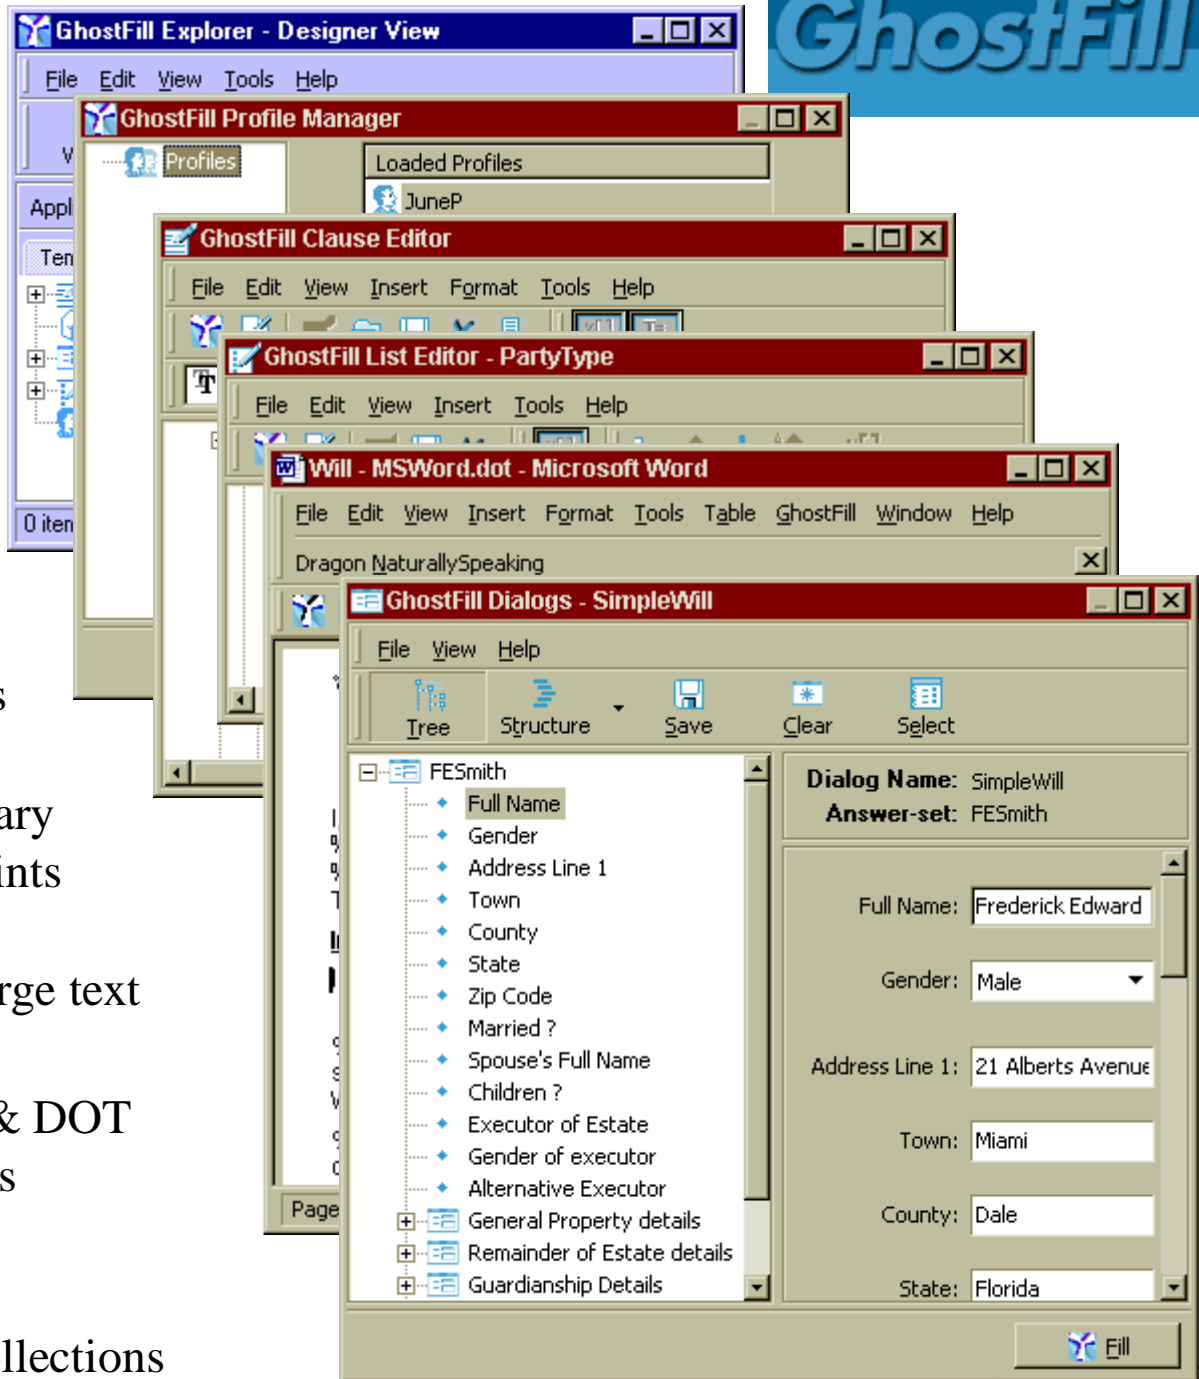 GhostFill
GhostFill Explorer - Designer View
File Edit View Tools Help
GhostFill Profile Manager
Profiles
Loaded Profiles
JuneP
GhostFill Clause Editor
File Edit View Insert Format Tools Help
GhostFill List Editor - PartyType
File Edit View Insert Tools Help
Will - MSWord.dot - Microsoft Word
File Edit View Insert Format Tools Table GhostFill Window Help
Dragon NaturallySpeaking
0 iten
Page
GhostFill Dialogs - SimpleWill
File View Help
Tree Structure Save Clear Select
FESmith
Full Name
Gender
Address Line 1
Town
County
State
Zip Code
Married ?
Spouse's Full Name
Children ?
Executor of Estate
Gender of executor
Alternative Executor
General Property details
Remainder of Estate details
Guardianship Details
Dialog Name: SimpleWill
Answer-set: FESmith
Full Name: Frederick Edward
Gender: Male
Address Line 1: 21 Alberts Avenue
Town: Miami
County: Dale
State: Florida
Fill
s
ary
ints
rge text
& DOT
s
llections